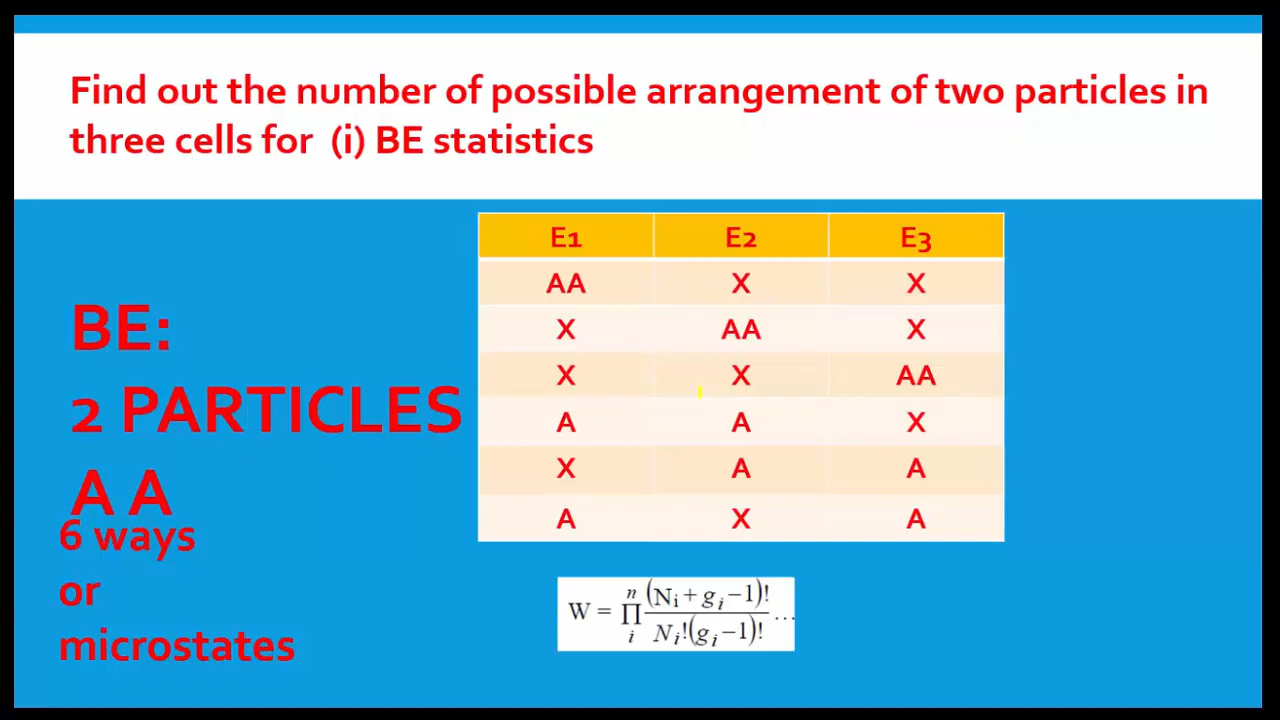 Find out the number of possible arrangement of two particles in
three cells for (i) BE statistics
BE:
2 PARTICLES
A A
6 ways
or
microstates
E1 E2 E3
AA X X
X AA X
X X AA
A A X
X A A
A X A
W = ∏ᵢⁿ (Nᵢ + gᵢ − 1)! / Nᵢ!(gᵢ − 1)! ...